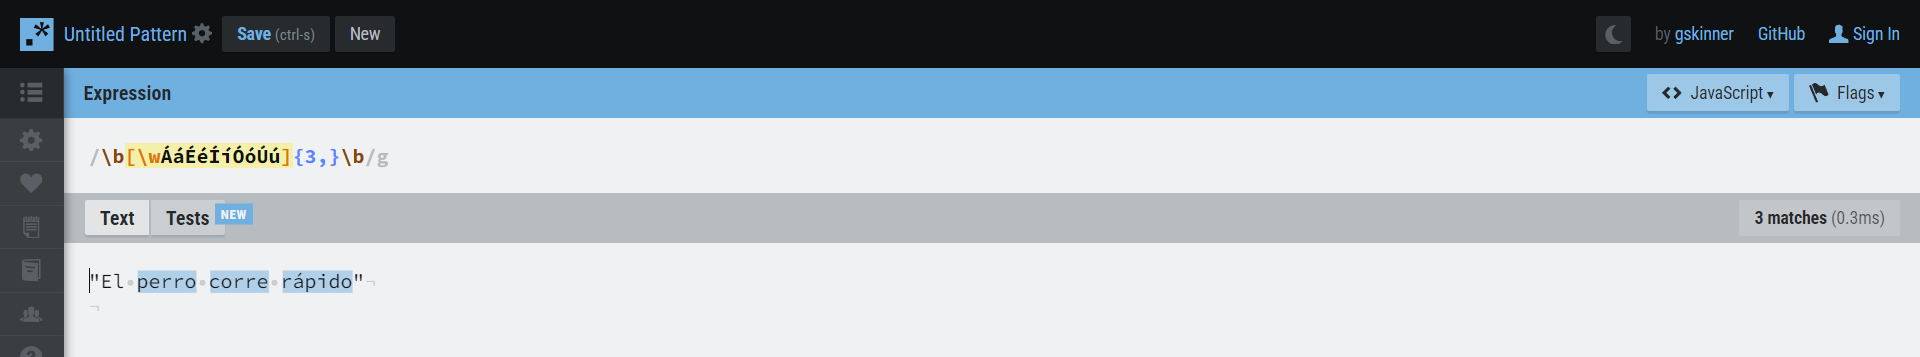 Untitled Pattern Save (ctrl-s) New by gskinner GitHub Sign In
Expression JavaScript Flags
/\b[\wÁáÉéÍíÓóÚú]{3,}\b/g
Text Tests NEW 3 matches (0.3ms)
"El perro corre rápido"